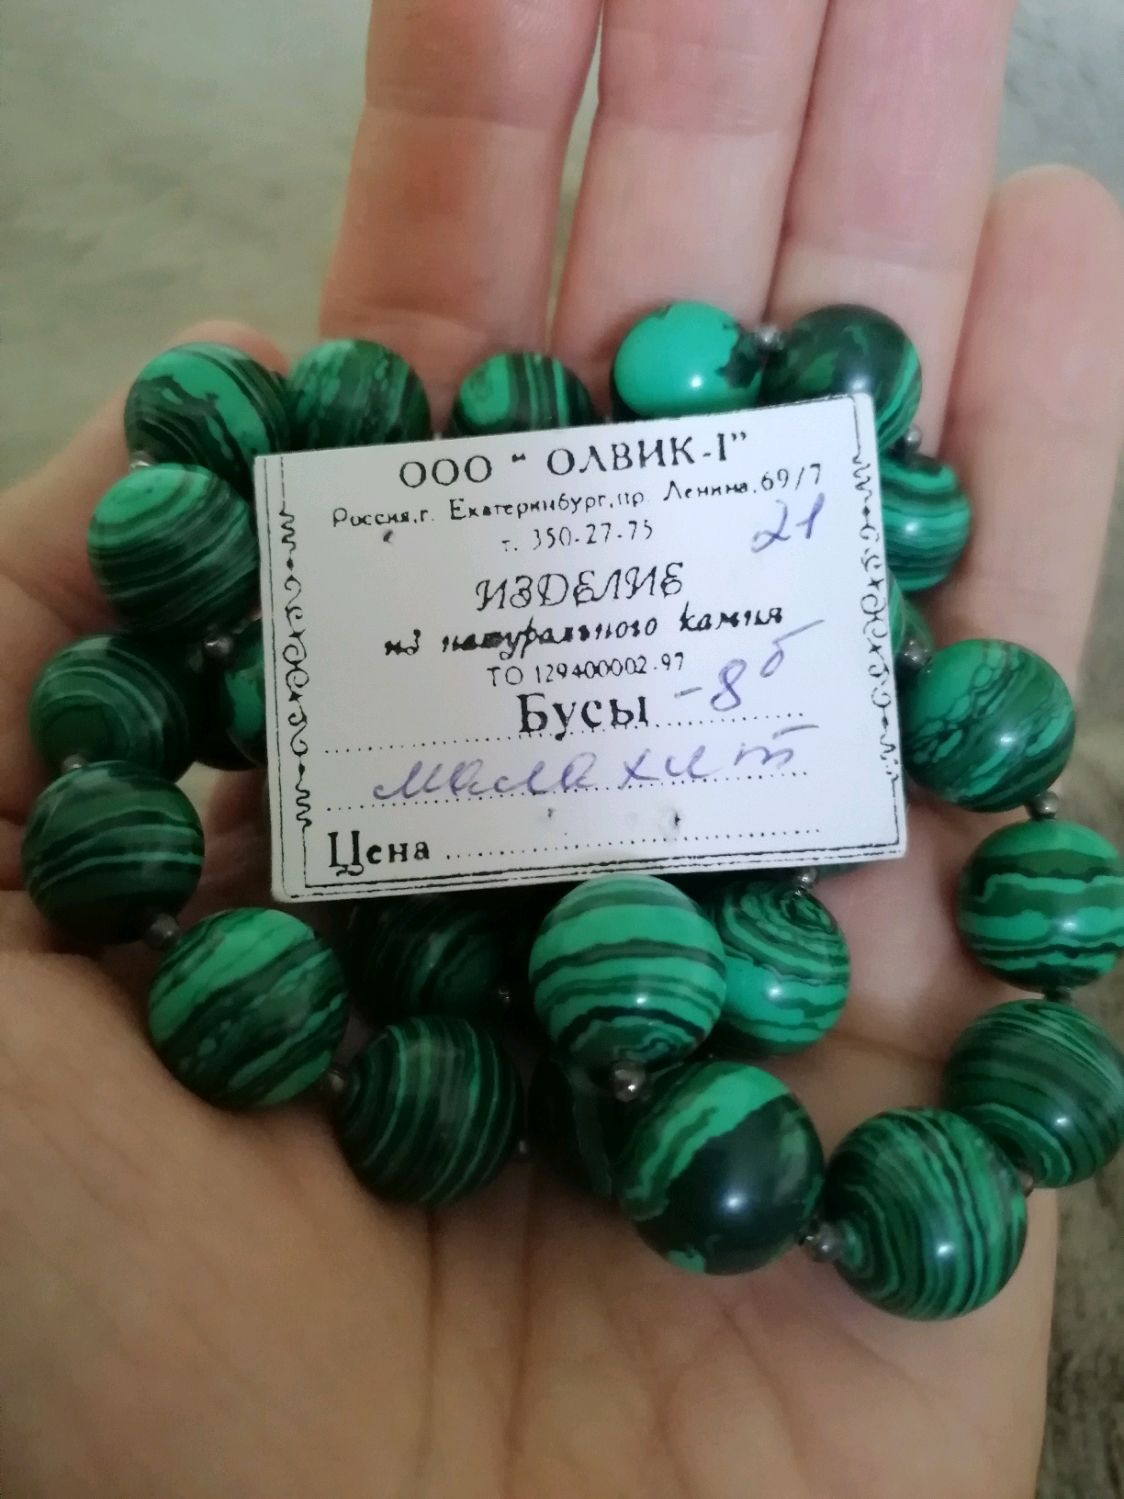 ООО " ОЛВИК-I"
Россия,г. Екатеринбург,пр. Ленина,69/7
т. 350-27-75
21
ИЗДЕЛИЕ
из натурального камня
ТО 129400002-97
Бусы -8б
малахит
Цена